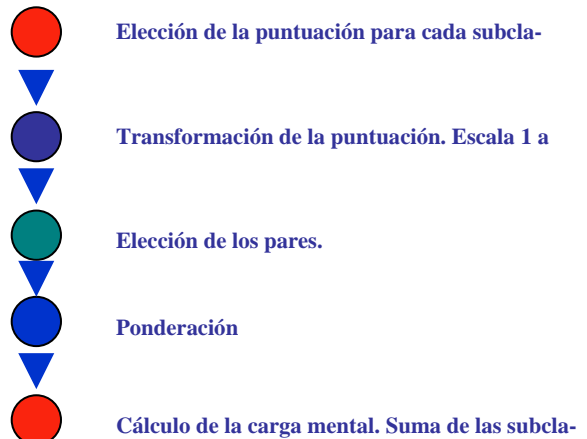 Elección de la puntuación para cada subcla-
Transformación de la puntuación. Escala 1 a
Elección de los pares.
Ponderación
Cálculo de la carga mental. Suma de las subcla-